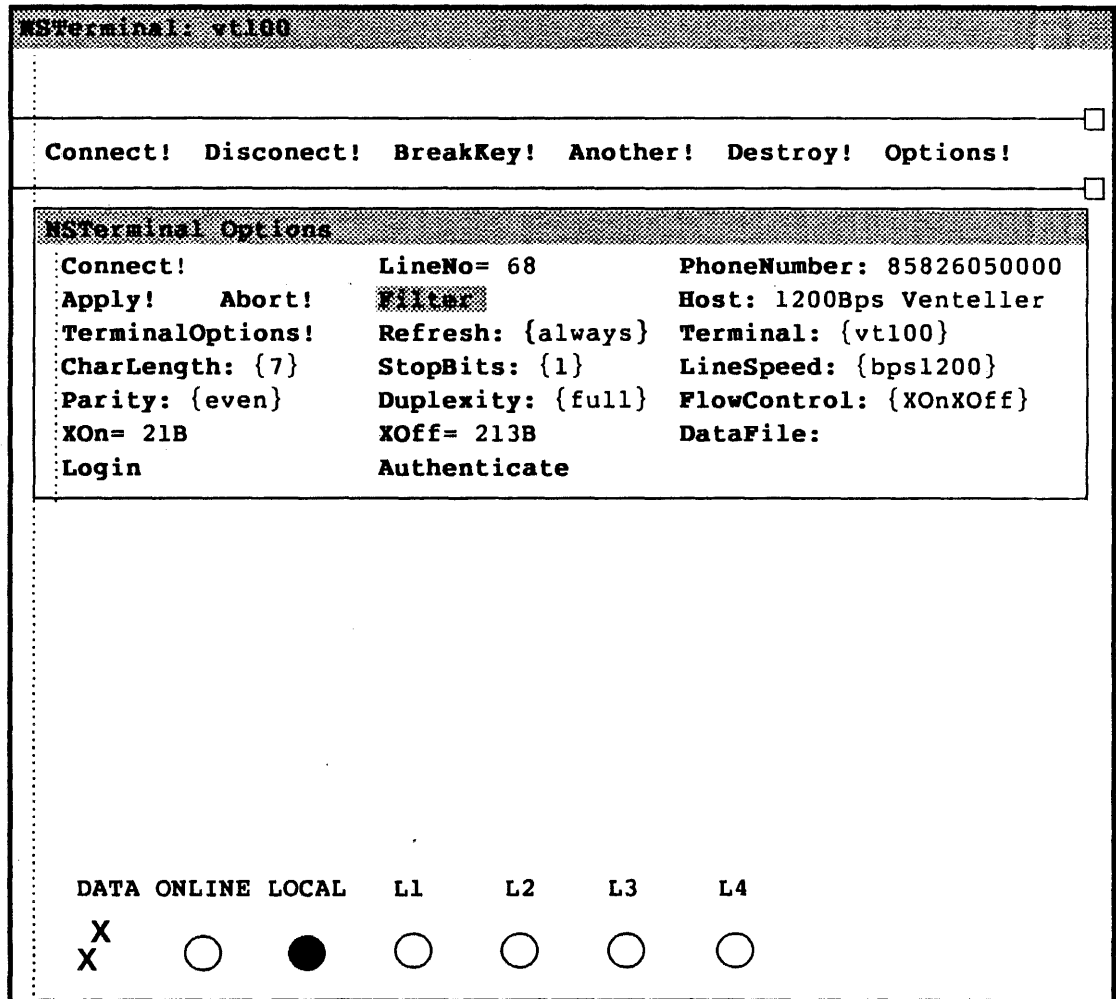 NSTerminal: vt100
Connect! Disconect! BreakKey! Another! Destroy! Options!
NSTerminal Options
Connect! LineNo= 68 PhoneNumber: 85826050000
Apply! Abort! Filter Host: 1200Bps Venteller
TerminalOptions! Refresh: {always} Terminal: {vt100}
CharLength: {7} StopBits: {1} LineSpeed: {bps1200}
Parity: {even} Duplexity: {full} FlowControl: {XOnXOff}
XOn= 21B XOff= 213B DataFile:
Login Authenticate
DATA ONLINE LOCAL L1 L2 L3 L4
X
X